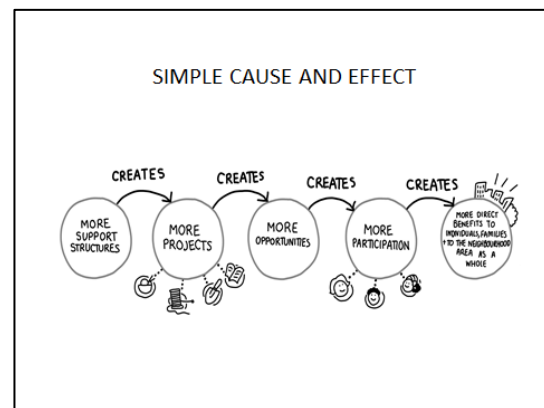 SIMPLE CAUSE AND EFFECT
CREATES
CREATES
CREATES
CREATES
MORE
SUPPORT
STRUCTURES
MORE
PROJECTS
MORE
OPPORTUNITIES
MORE
PARTICIPATION
MORE DIRECT
BENEFITS TO
INDIVIDUALS, FAMILIES
+ TO THE NEIGHBOURHOOD
AREA AS A
WHOLE